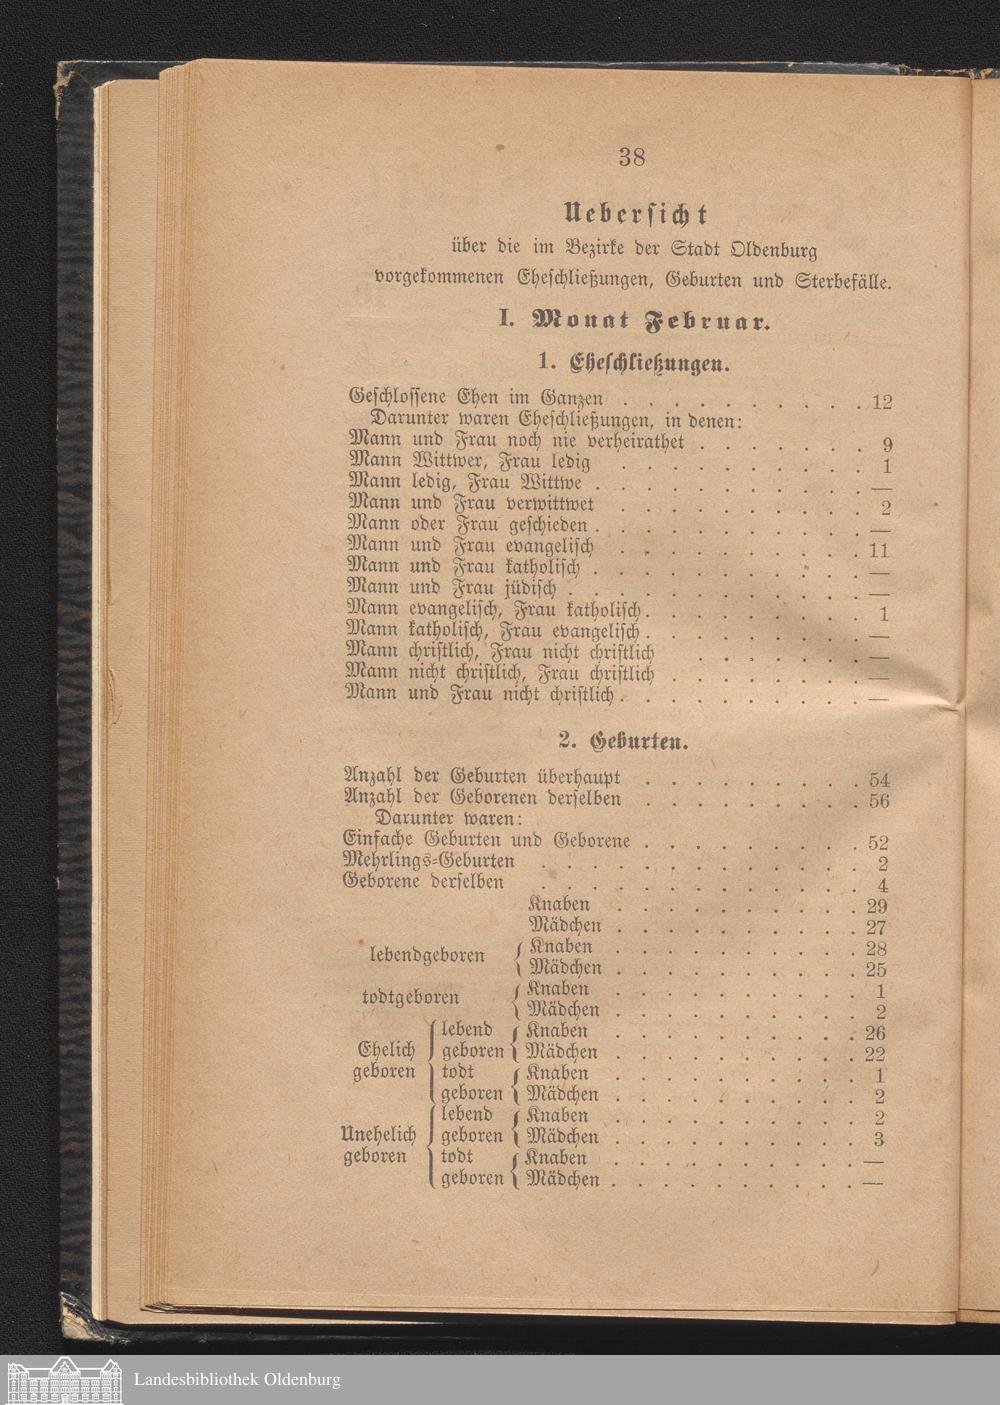 38
Uebersicht
über die im Bezirke der Stadt Oldenburg
vorgekommenen Eheschließungen, Geburten und Sterbefälle.
I. Monat Februar.
1. Eheschließungen.
Geschlossene Ehen im Ganzen . . . . . . . . . . 12
Darunter waren Eheschließungen, in denen:
Mann und Frau noch nie verheirathet . . . . . . . 9
Mann Wittwer, Frau ledig . . . . . . . . . . 1
Mann ledig, Frau Wittwe . . . . . . . . . . . —
Mann und Frau verwittwet . . . . . . . . . . 2
Mann oder Frau geschieden . . . . . . . . . . . —
Mann und Frau evangelisch . . . . . . . . . . 11
Mann und Frau katholisch . . . . . . . . . . . —
Mann und Frau jüdisch . . . . . . . . . . . . —
Mann evangelisch, Frau katholisch . . . . . . . . . 1
Mann katholisch, Frau evangelisch . . . . . . . . . —
Mann christlich, Frau nicht christlich . . . . . . . —
Mann nicht christlich, Frau christlich . . . . . . . . —
Mann und Frau nicht christlich . . . . . . . . . . —
2. Geburten.
Anzahl der Geburten überhaupt . . . . . . . . . 54
Anzahl der Geborenen derselben . . . . . . . . . 56
Darunter waren:
Einfache Geburten und Geborene . . . . . . . . . 52
Mehrlings-Geburten . . . . . . . . . . . . . 2
Geborene derselben . . . . . . . . . . . . . 4
Knaben . . . . . . . . . . 29
Mädchen . . . . . . . . . . 27
lebendgeboren { Knaben . . . . . . . . . . 28
Mädchen . . . . . . . . . . 25
todtgeboren { Knaben . . . . . . . . . . 1
Mädchen . . . . . . . . . . 2
Ehelich geboren { lebend geboren { Knaben . . . . . . . . . . 26
Mädchen . . . . . . . . . . 22
todt geboren { Knaben . . . . . . . . . . 1
Mädchen . . . . . . . . . . 2
Unehelich geboren { lebend geboren { Knaben . . . . . . . . . . 2
Mädchen . . . . . . . . . . 3
todt geboren { Knaben . . . . . . . . . . —
Mädchen . . . . . . . . . . —
Landesbibliothek Oldenburg